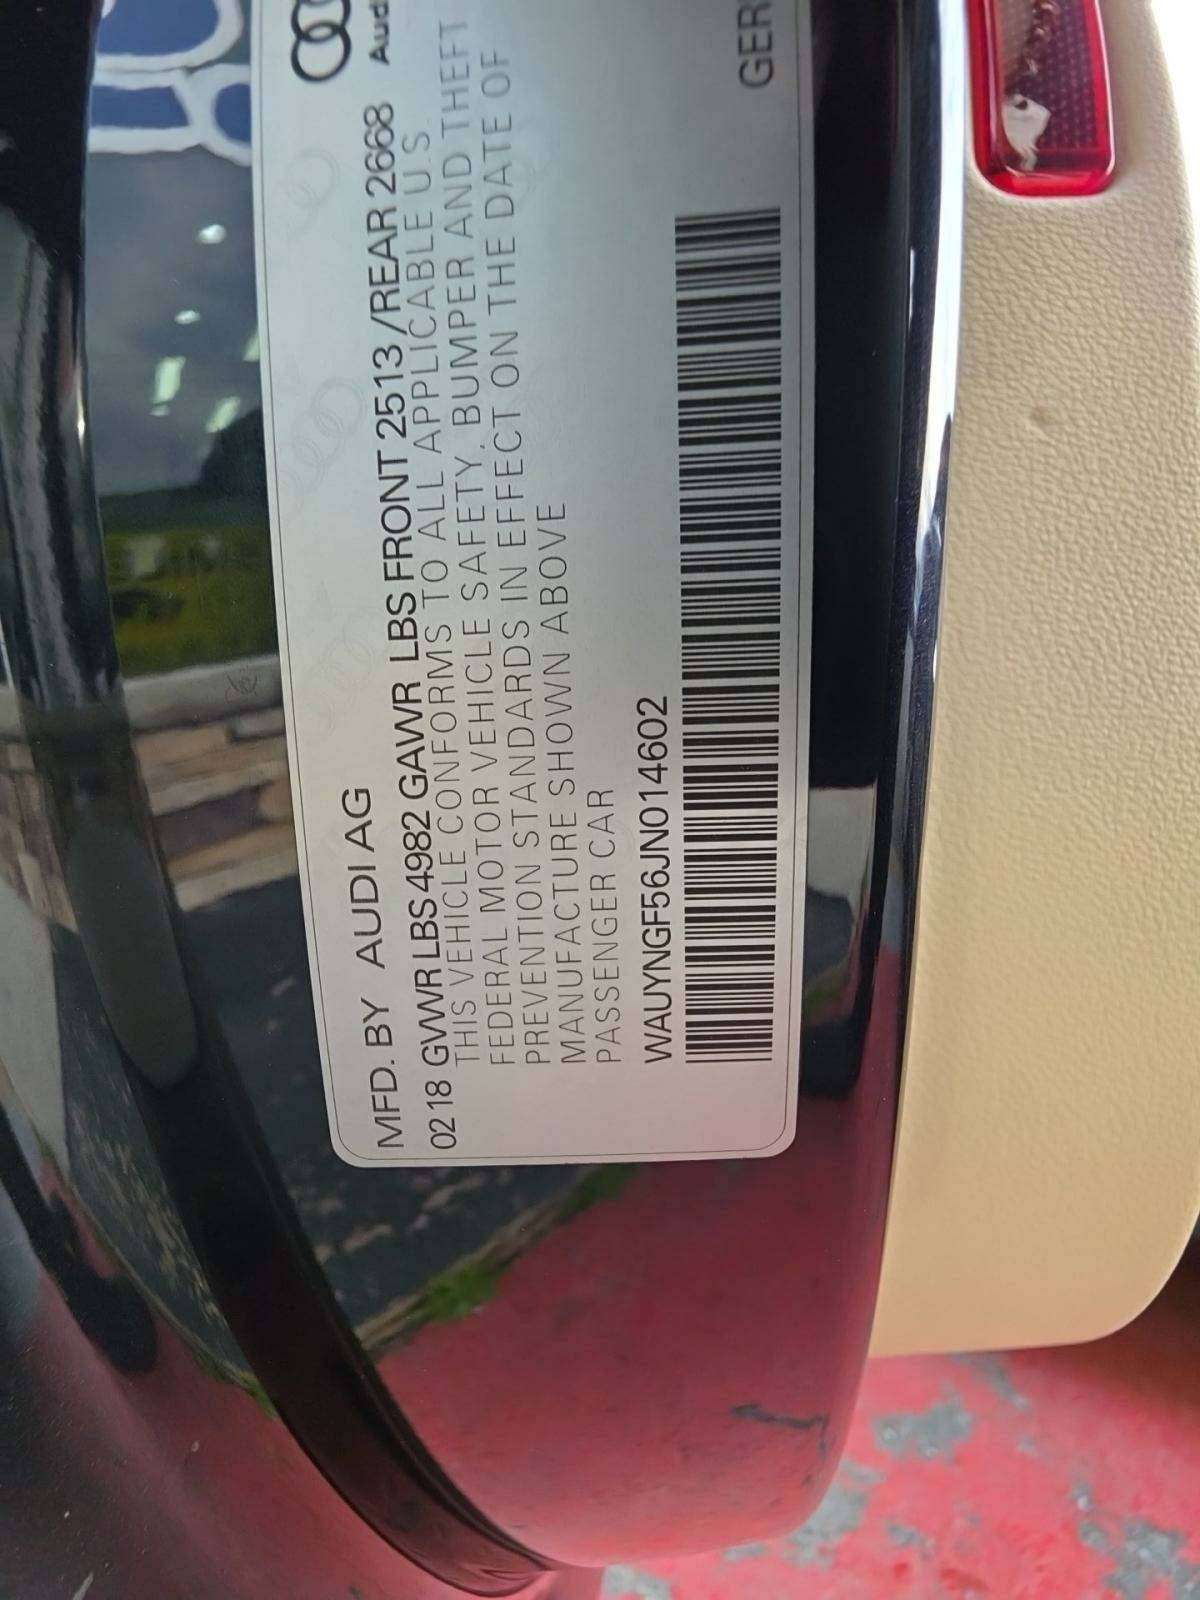 MFD. BY AUDI AG
Audi
02 18 GVWR LBS 4982 GAWR LBS FRONT 2513 /REAR 2668
THIS VEHICLE CONFORMS TO ALL APPLICABLE U.S.
FEDERAL MOTOR VEHICLE SAFETY, BUMPER AND THEFT
PREVENTION STANDARDS IN EFFECT ON THE DATE OF
MANUFACTURE SHOWN ABOVE
PASSENGER CAR
WAUYNGF56JN014602
GER